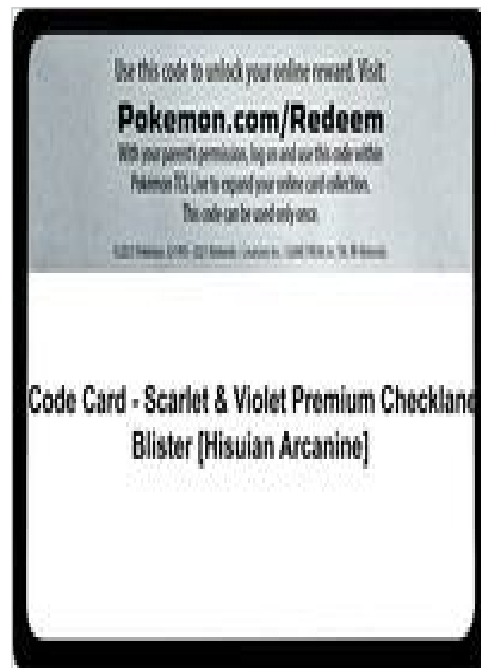 Use this code to unlock your online reward. Visit:
Pokemon.com/Redeem
With your parent's permission, log on and use this code within
Pokémon TCG Live to expand your online card collection.
This code can be used only once.
Code Card - Scarlet & Violet Premium Checkland
Blister [Hisuian Arcanine]